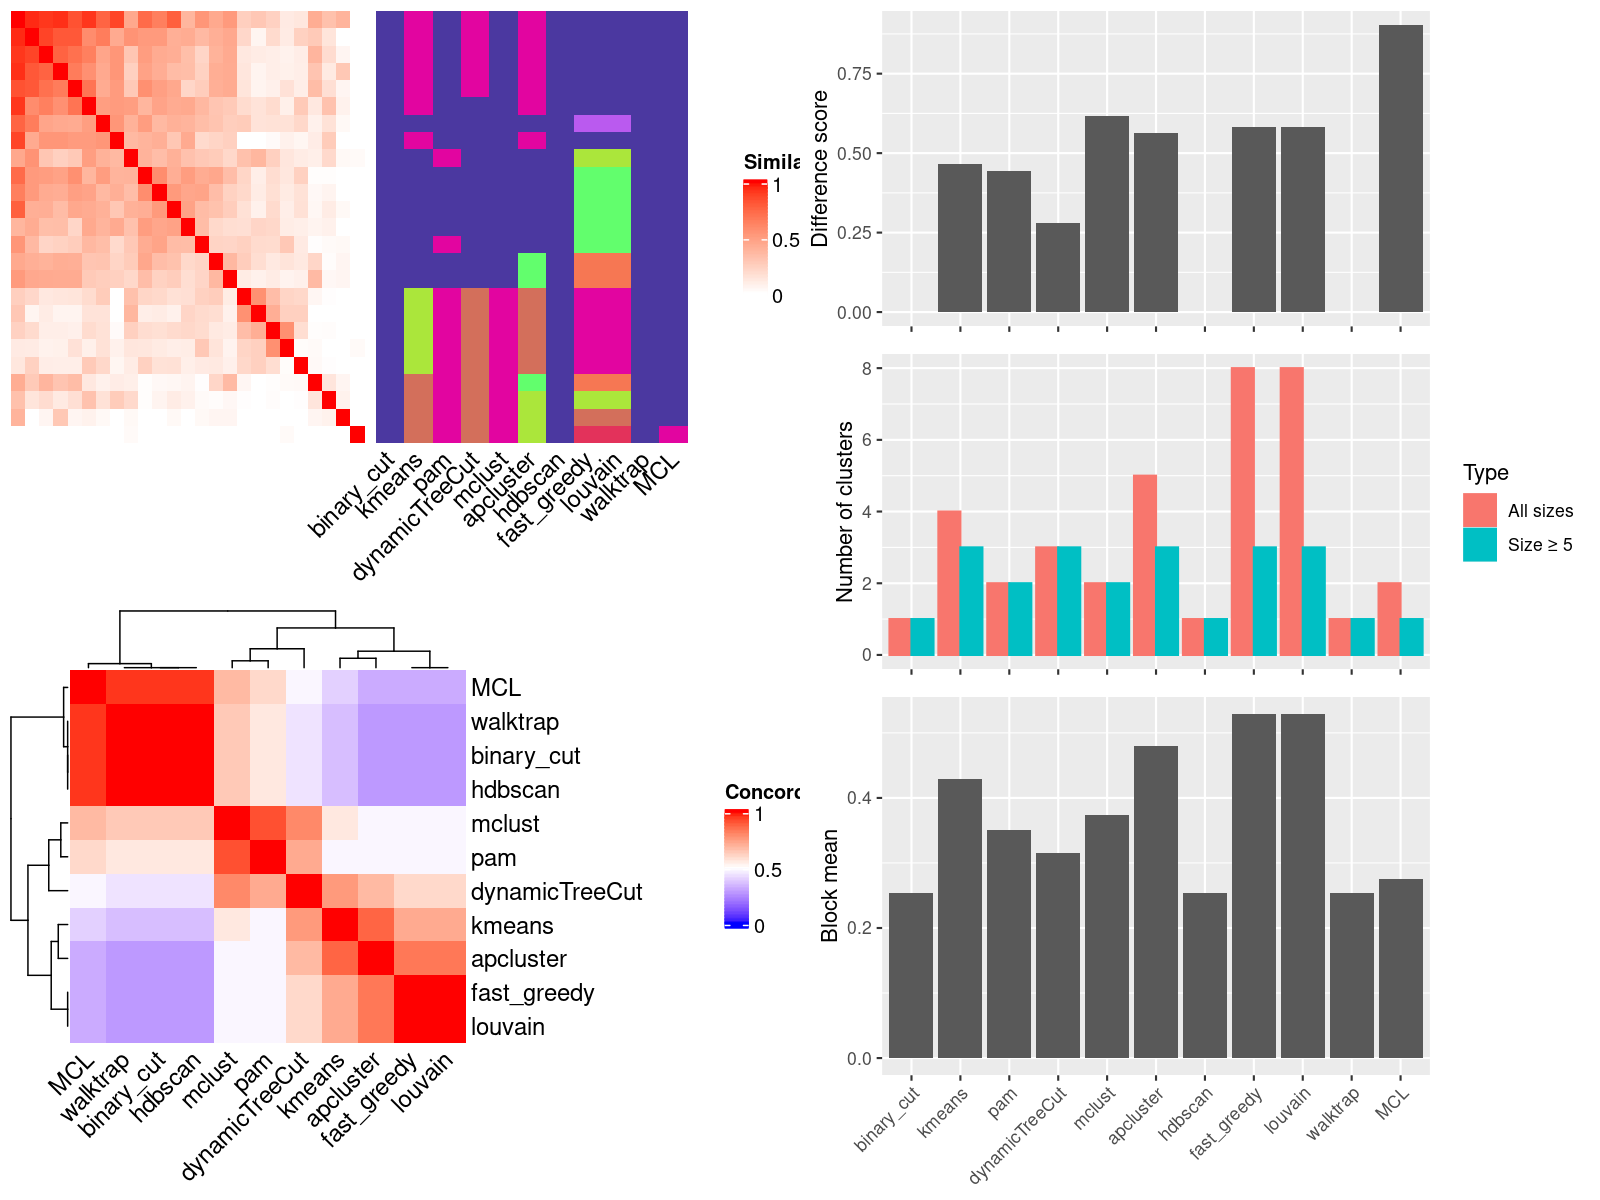 Simila
1
0.5
0
binary_cut
kmeans
pam
dynamicTreeCut
mclust
apcluster
hdbscan
fast_greedy
louvain
walktrap
MCL
MCL
walktrap
binary_cut
hdbscan
mclust
pam
dynamicTreeCut
kmeans
apcluster
fast_greedy
louvain
MCL
walktrap
binary_cut
hdbscan
mclust
pam
dynamicTreeCut
kmeans
apcluster
fast_greedy
louvain
Concord
1
0.5
0
Difference score
0.75
0.50
0.25
0.00
Number of clusters
8
6
4
2
0
Type
All sizes
Size ≥ 5
Block mean
0.4
0.2
0.0
binary_cut
kmeans
pam
dynamicTreeCut
mclust
apcluster
hdbscan
fast_greedy
louvain
walktrap
MCL